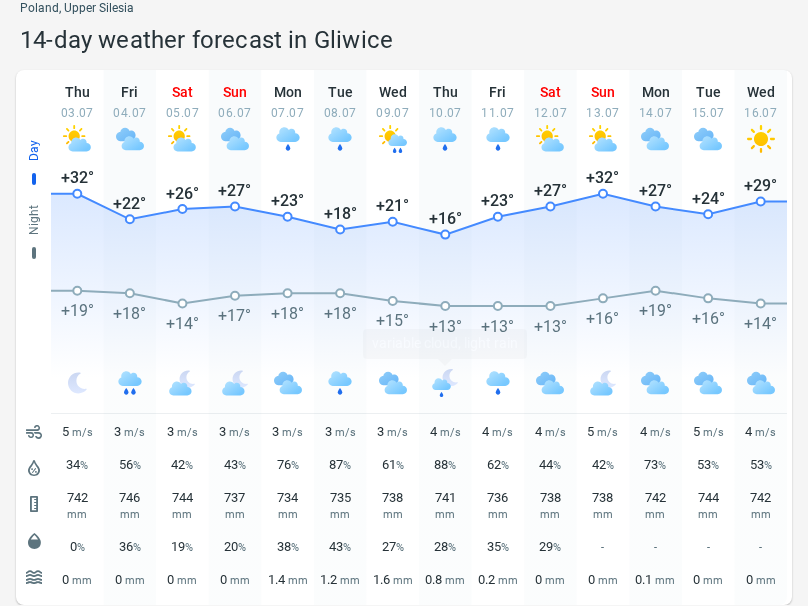 Poland, Upper Silesia
14-day weather forecast in Gliwice
Thu Fri Sat Sun Mon Tue Wed Thu Fri Sat Sun Mon Tue Wed
03.07 04.07 05.07 06.07 07.07 08.07 09.07 10.07 11.07 12.07 13.07 14.07 15.07 16.07
Day
+32° +22° +26° +27° +23° +18° +21° +16° +23° +27° +32° +27° +24° +29°
Night
+19° +18° +14° +17° +18° +18° +15° +13° +13° +13° +16° +19° +16° +14°
variable cloud, light rain
5 m/s 3 m/s 3 m/s 3 m/s 3 m/s 3 m/s 3 m/s 4 m/s 4 m/s 4 m/s 5 m/s 4 m/s 5 m/s 4 m/s
34% 56% 42% 43% 76% 87% 61% 88% 62% 44% 42% 73% 53% 53%
742 746 744 737 734 735 738 741 736 738 738 742 744 742
mm mm mm mm mm mm mm mm mm mm mm mm mm mm
0% 36% 19% 20% 38% 43% 27% 28% 35% 29% - - - -
0 mm 0 mm 0 mm 0 mm 1.4 mm 1.2 mm 1.6 mm 0.8 mm 0.2 mm 0 mm 0 mm 0.1 mm 0 mm 0 mm